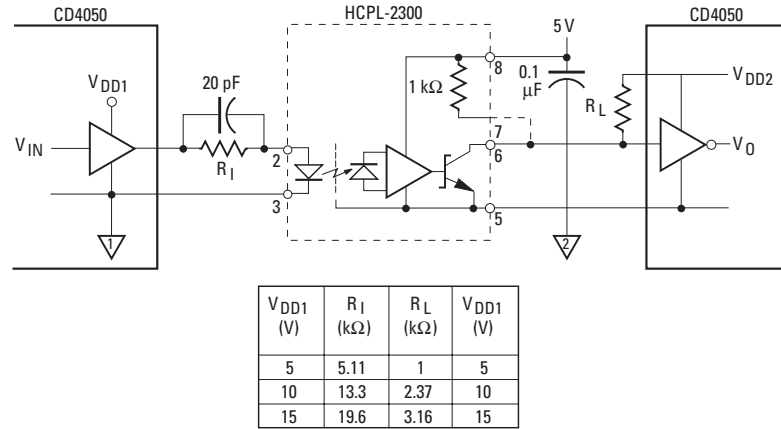 CD4050
HCPL-2300
CD4050
5 V
V DD1
20 pF
8
0.1 µF
V DD2
1 kΩ
R L
V IN
2
7
6
V O
R I
3
5
1
2
V DD1 (V) R I (kΩ) R L (kΩ) V DD1 (V)
5 5.11 1 5
10 13.3 2.37 10
15 19.6 3.16 15